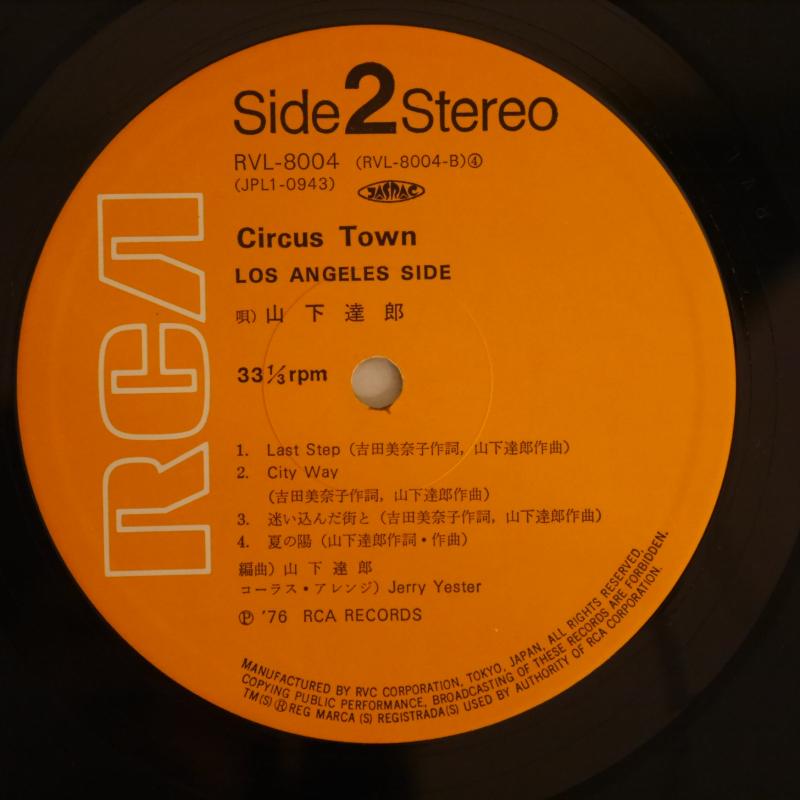 Side 2 Stereo
RVL-8004 (RVL-8004-B)④
(JPL1-0943) JASRAC
Circus Town
LOS ANGELES SIDE
唄) 山下達郎
33⅓rpm
1. Last Step (吉田美奈子作詞, 山下達郎作曲)
2. City Way
(吉田美奈子作詞, 山下達郎作曲)
3. 迷い込んだ街と (吉田美奈子作詞, 山下達郎作曲)
4. 夏の陽 (山下達郎作詞・作曲)
編曲) 山下達郎
コーラス・アレンジ) Jerry Yester
Ⓟ '76 RCA RECORDS
MANUFACTURED BY RVC CORPORATION, TOKYO, JAPAN, ALL RIGHTS RESERVED,
COPYING PUBLIC PERFORMANCE, BROADCASTING OF THESE RECORDS ARE FORBIDDEN.
TM(S) ® REG MARCA (S) REGISTRADA(S) USED BY AUTHORITY OF RCA CORPORATION.
RCA